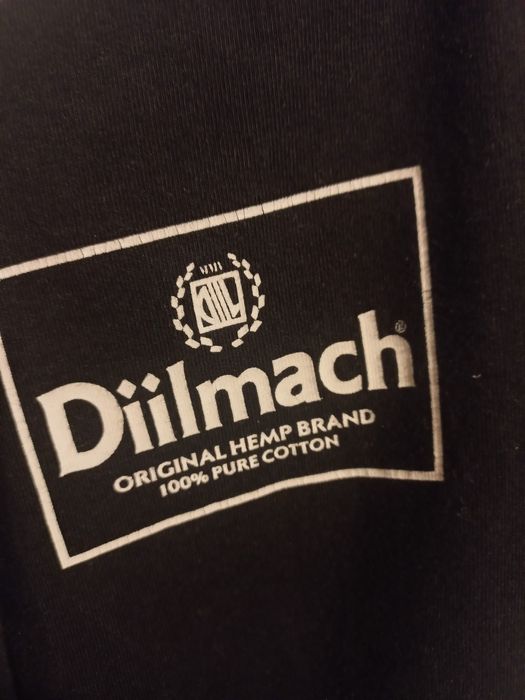 Diilmach®
ORIGINAL HEMP BRAND
100% PURE COTTON